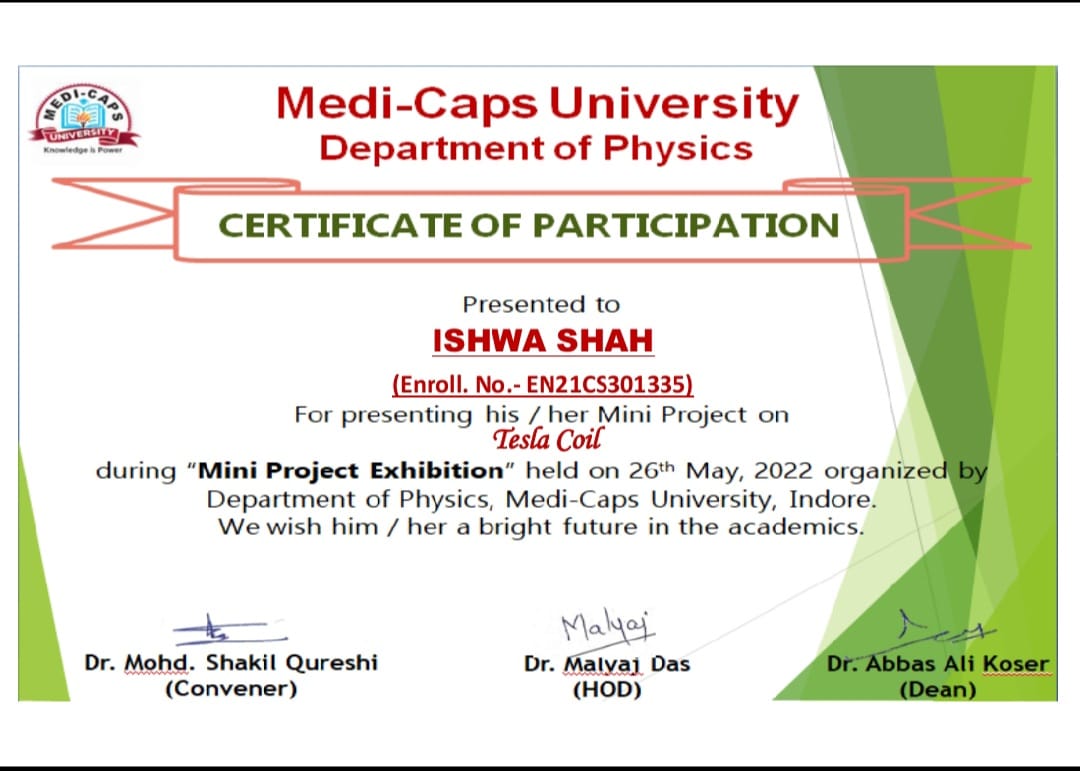 MEDI-CAPS
UNIVERSITY
Knowledge is Power
Medi-Caps University
Department of Physics
CERTIFICATE OF PARTICIPATION
Presented to
ISHWA SHAH
(Enroll. No.- EN21CS301335)
For presenting his / her Mini Project on
Tesla Coil
during “Mini Project Exhibition” held on 26th May, 2022 organized by
Department of Physics, Medi-Caps University, Indore.
We wish him / her a bright future in the academics.
Malyaj
Dr. Mohd. Shakil Qureshi
(Convener)
Dr. Malyaj Das
(HOD)
Dr. Abbas Ali Koser
(Dean)